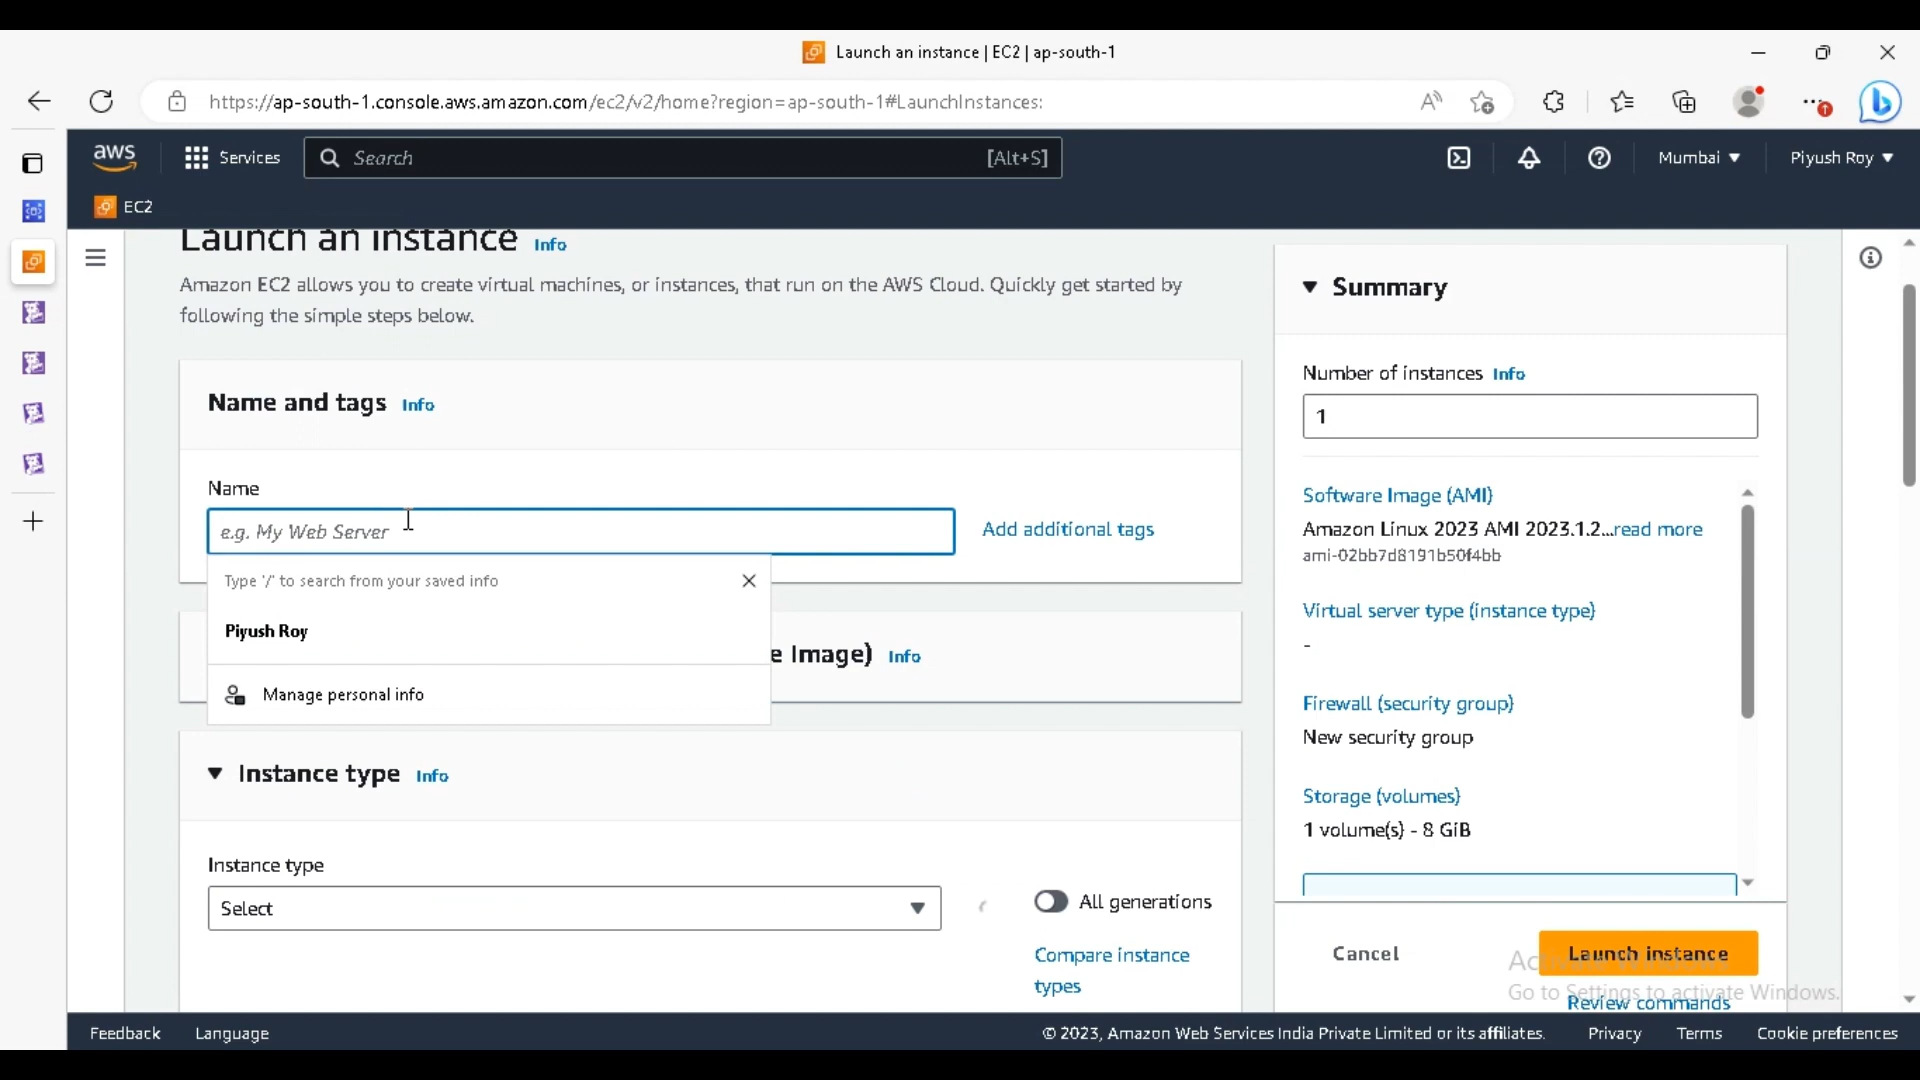 Launch an instance | EC2 | ap-south-1
https://ap-south-1.console.aws.amazon.com/ec2/v2/home?region=ap-south-1#LaunchInstances:
aws
Services
Search
[Alt+S]
Mumbai
Piyush Roy
EC2
Launch an instance Info
Amazon EC2 allows you to create virtual machines, or instances, that run on the AWS Cloud. Quickly get started by
following the simple steps below.
Name and tags Info
Name
e.g. My Web Server
Add additional tags
Type '/' to search from your saved info
Piyush Roy
Manage personal info
e Image) Info
Instance type Info
Instance type
Select
All generations
Compare instance
types
Summary
Number of instances Info
1
Software Image (AMI)
Amazon Linux 2023 AMI 2023.1.2...read more
ami-02bb7d8191b50f4bb
Virtual server type (instance type)
-
Firewall (security group)
New security group
Storage (volumes)
1 volume(s) - 8 GiB
Cancel
Launch instance
Review commands
Activate Windows
Go to Settings to activate Windows.
Feedback
Language
© 2023, Amazon Web Services India Private Limited or its affiliates.
Privacy
Terms
Cookie preferences